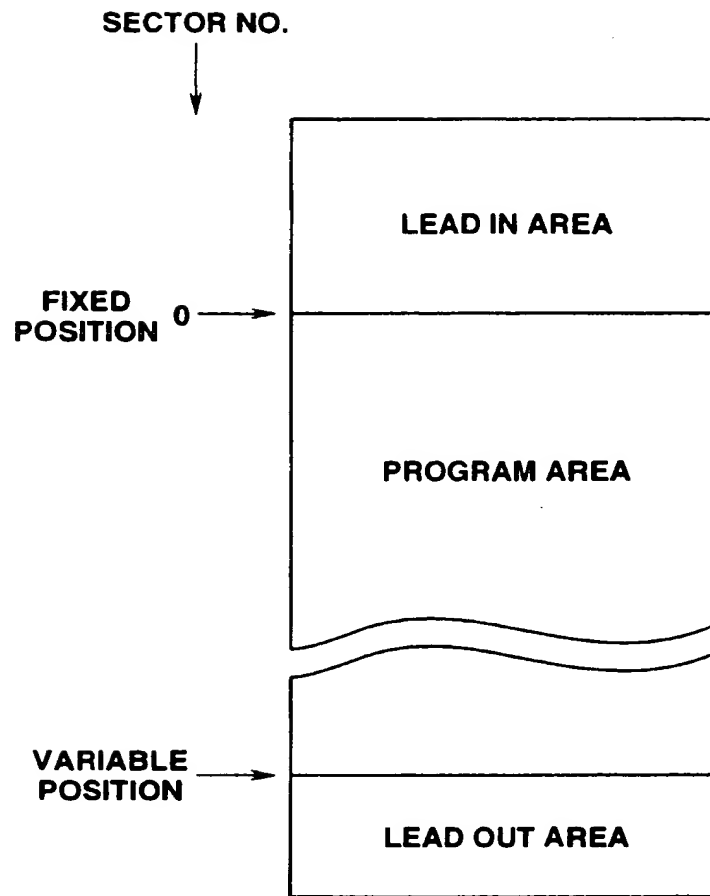 SECTOR NO.
LEAD IN AREA
FIXED
POSITION 0
PROGRAM AREA
VARIABLE
POSITION
LEAD OUT AREA